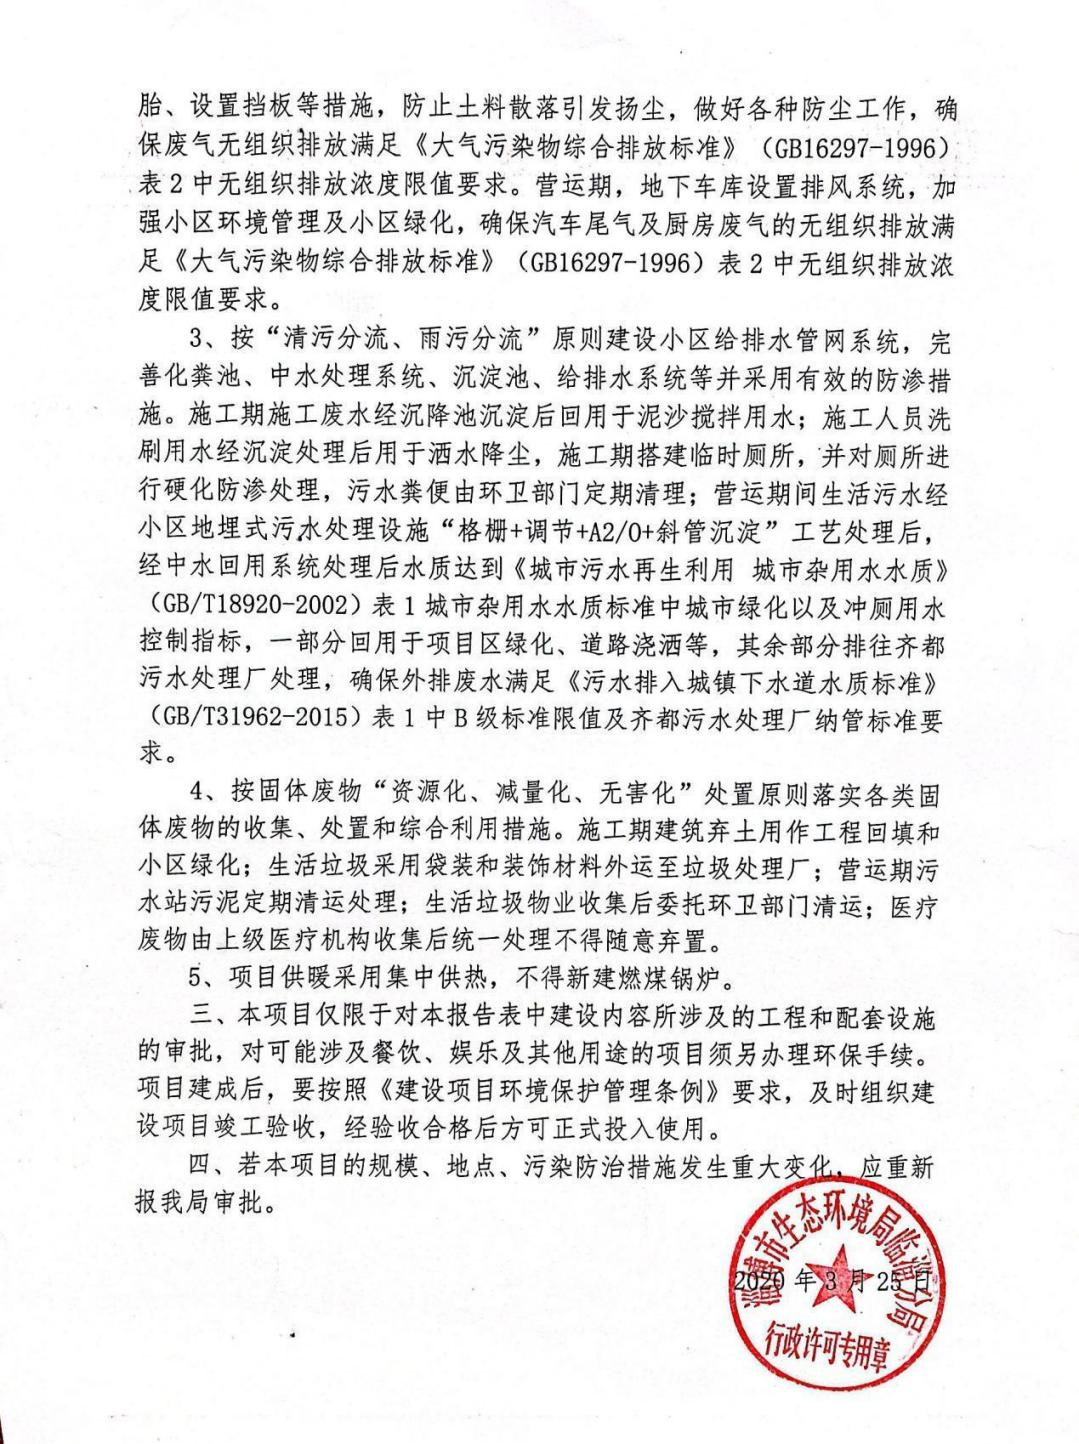 胎、设置挡板等措施，防止土料散落引发扬尘，做好各种防尘工作，确
保废气无组织排放满足《大气污染物综合排放标准》（GB16297-1996）
表2中无组织排放浓度限值要求。营运期，地下车库设置排风系统，加
强小区环境管理及小区绿化，确保汽车尾气及厨房废气的无组织排放满
足《大气污染物综合排放标准》（GB16297-1996）表2中无组织排放浓
度限值要求。
3、按“清污分流、雨污分流”原则建设小区给排水管网系统，完
善化粪池、中水处理系统、沉淀池、给排水系统等并采用有效的防渗措
施。施工期施工废水经沉降池沉淀后回用于泥沙搅拌用水；施工人员洗
刷用水经沉淀处理后用于洒水降尘，施工期搭建临时厕所，并对厕所进
行硬化防渗处理，污水粪便由环卫部门定期清理；营运期间生活污水经
小区地埋式污水处理设施“格栅+调节+A2/O+斜管沉淀”工艺处理后，
经中水回用系统处理后水质达到《城市污水再生利用 城市杂用水水质》
（GB/T18920-2002）表1城市杂用水水质标准中城市绿化以及冲厕用水
控制指标，一部分回用于项目区绿化、道路浇洒等，其余部分排往齐都
污水处理厂处理，确保外排废水满足《污水排入城镇下水道水质标准》
（GB/T31962-2015）表1中B级标准限值及齐都污水处理厂纳管标准要
求。
4、按固体废物“资源化、减量化、无害化”处置原则落实各类固
体废物的收集、处置和综合利用措施。施工期建筑弃土用作工程回填和
小区绿化；生活垃圾采用袋装和装饰材料外运至垃圾处理厂；营运期污
水站污泥定期清运处理；生活垃圾物业收集后委托环卫部门清运；医疗
废物由上级医疗机构收集后统一处理不得随意弃置。
5、项目供暖采用集中供热，不得新建燃煤锅炉。
三、本项目仅限于对本报告表中建设内容所涉及的工程和配套设施
的审批，对可能涉及餐饮、娱乐及其他用途的项目须另办理环保手续。
项目建成后，要按照《建设项目环境保护管理条例》要求，及时组织建
设项目竣工验收，经验收合格后方可正式投入使用。
四、若本项目的规模、地点、污染防治措施发生重大变化，应重新
报我局审批。
淄博市生态环境局临淄分局
2020年3月25日
行政许可专用章